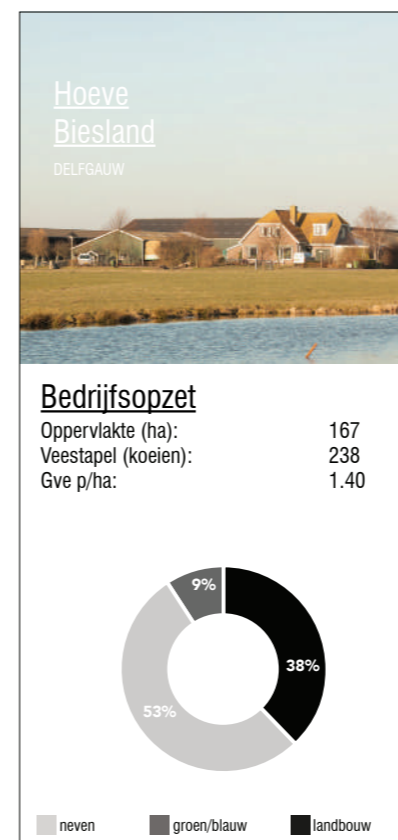 Hoeve
Biesland
DELFGAUW
Bedrijfsopzet
Oppervlakte (ha): 167
Veestapel (koeien): 238
Gve p/ha: 1.40
9%
38%
53%
neven groen/blauw landbouw